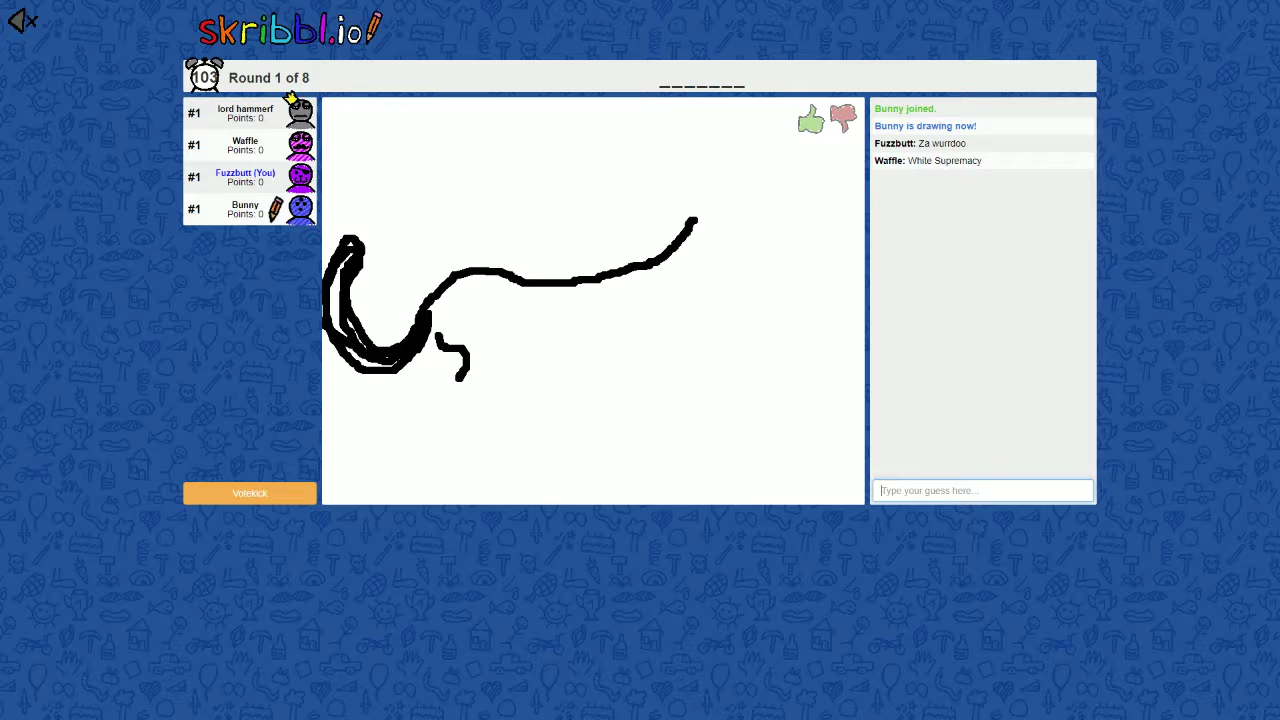 skribbl.io
103
Round 1 of 8
_______
#1
lord hammerf
Points: 0
#1
Waffle
Points: 0
#1
Fuzzbutt (You)
Points: 0
#1
Bunny
Points: 0
Votekick
Bunny joined.
Bunny is drawing now!
Fuzzbutt: Za wurrdoo
Waffle: White Supremacy
Type your guess here...